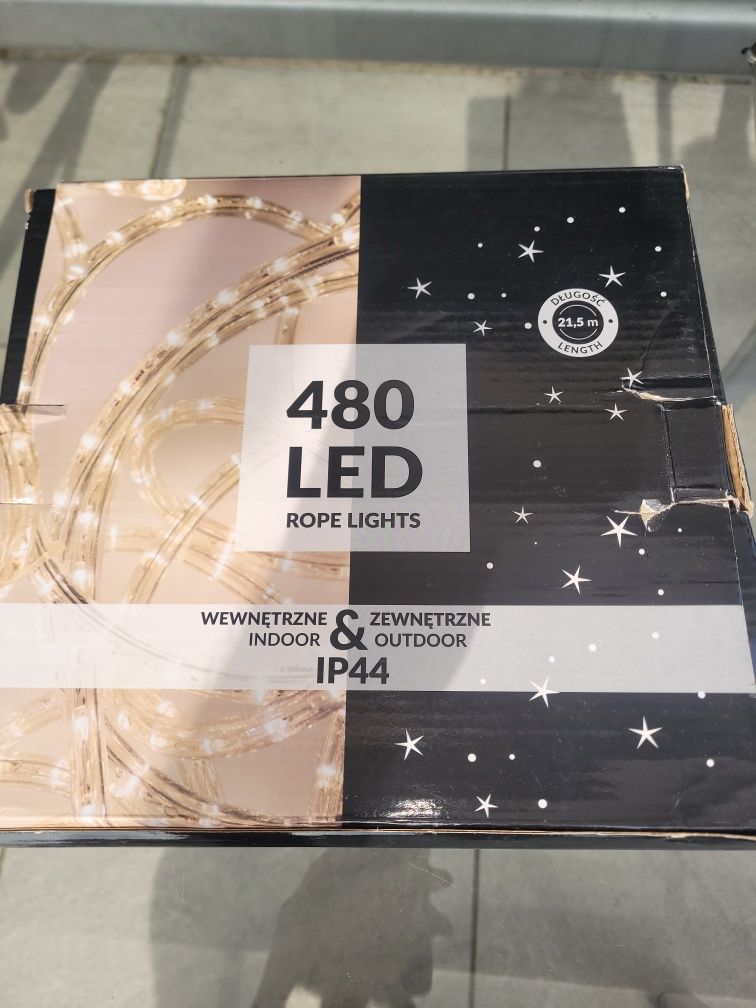 DŁUGOŚĆ
21,5 m
LENGTH
480
LED
ROPE LIGHTS
WEWNĘTRZNE & ZEWNĘTRZNE
INDOOR OUTDOOR
IP44